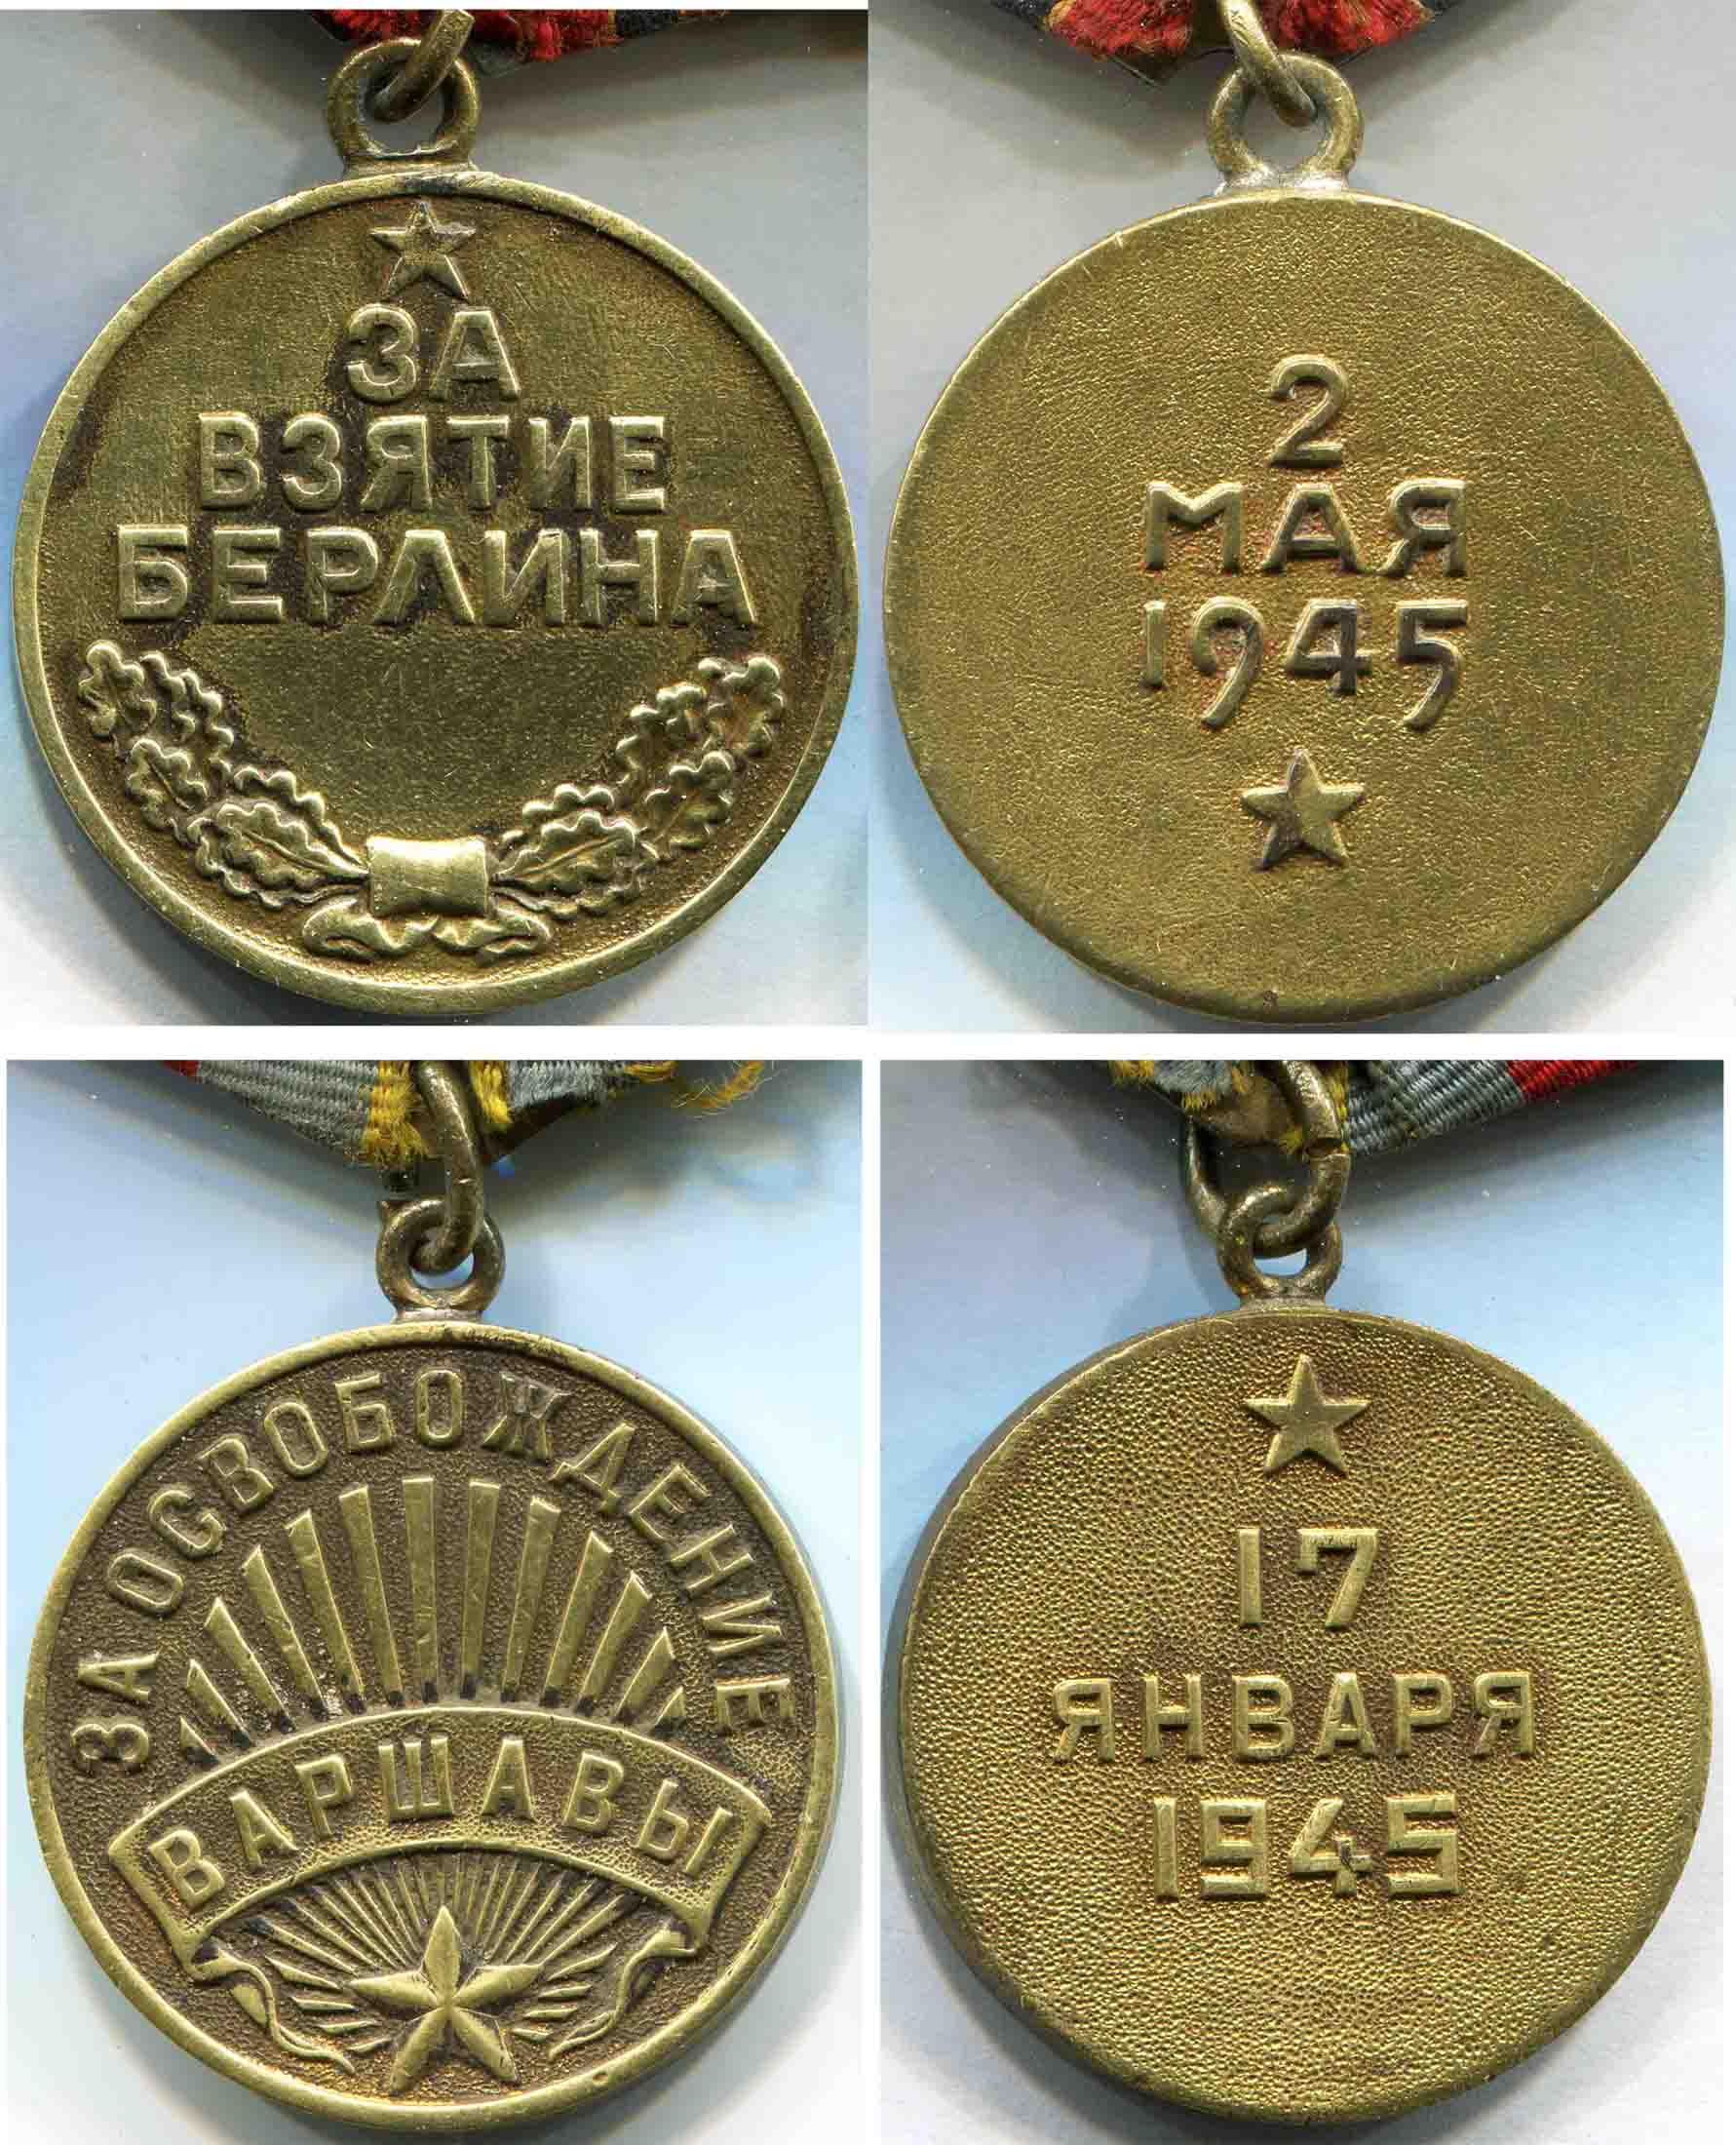 ЗА
ВЗЯТИЕ
БЕРЛИНА
2
МАЯ
1945
ЗА ОСВОБОЖДЕНИЕ
ВАРШАВЫ
17
ЯНВАРЯ
1945